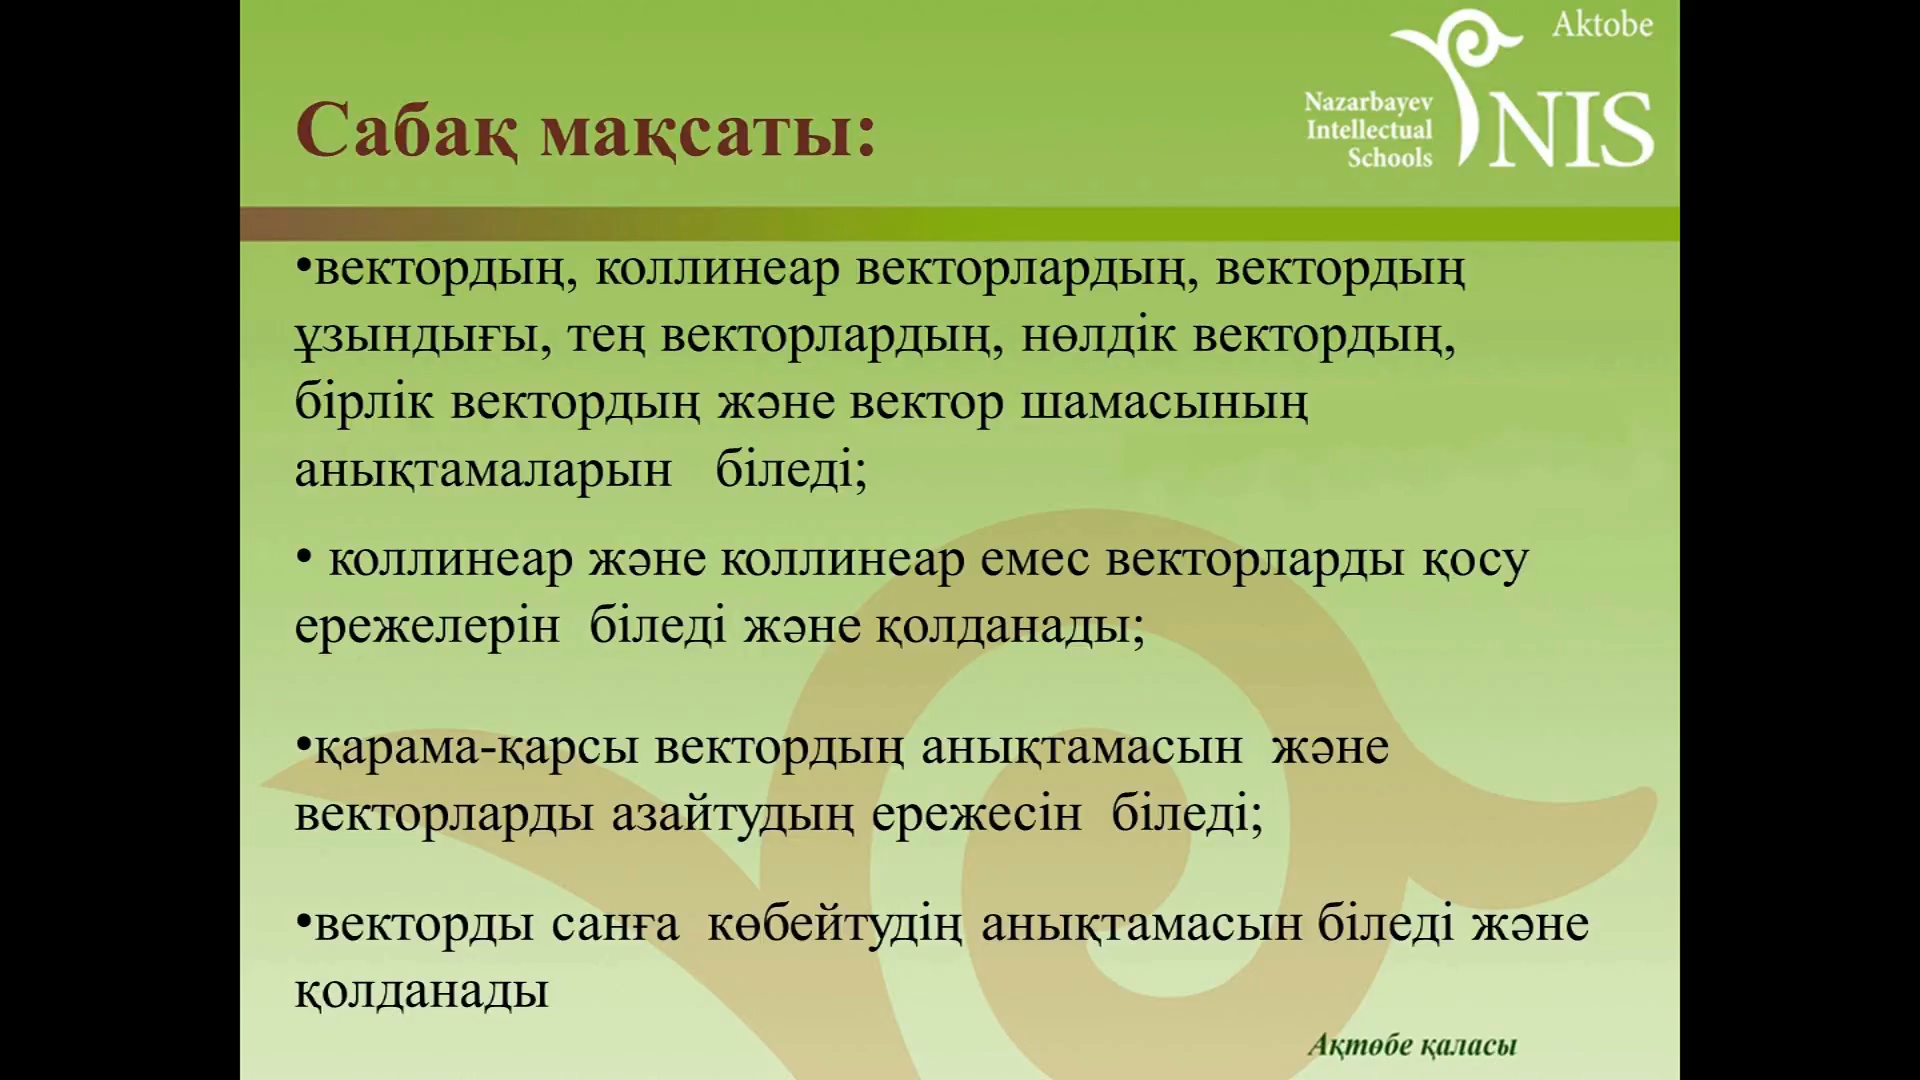 Aktobe
Nazarbayev
Intellectual
Schools
NIS
Сабақ мақсаты:
•вектордың, коллинеар векторлардың, вектордың
ұзындығы, тең векторлардың, нөлдік вектордың,
бірлік вектордың және вектор шамасының
анықтамаларын біледі;
• коллинеар және коллинеар емес векторларды қосу
ережелерін біледі және қолданады;
•қарама-қарсы вектордың анықтамасын және
векторларды азайтудың ережесін біледі;
•векторды санға көбейтудің анықтамасын біледі және
қолданады
Ақтөбе қаласы